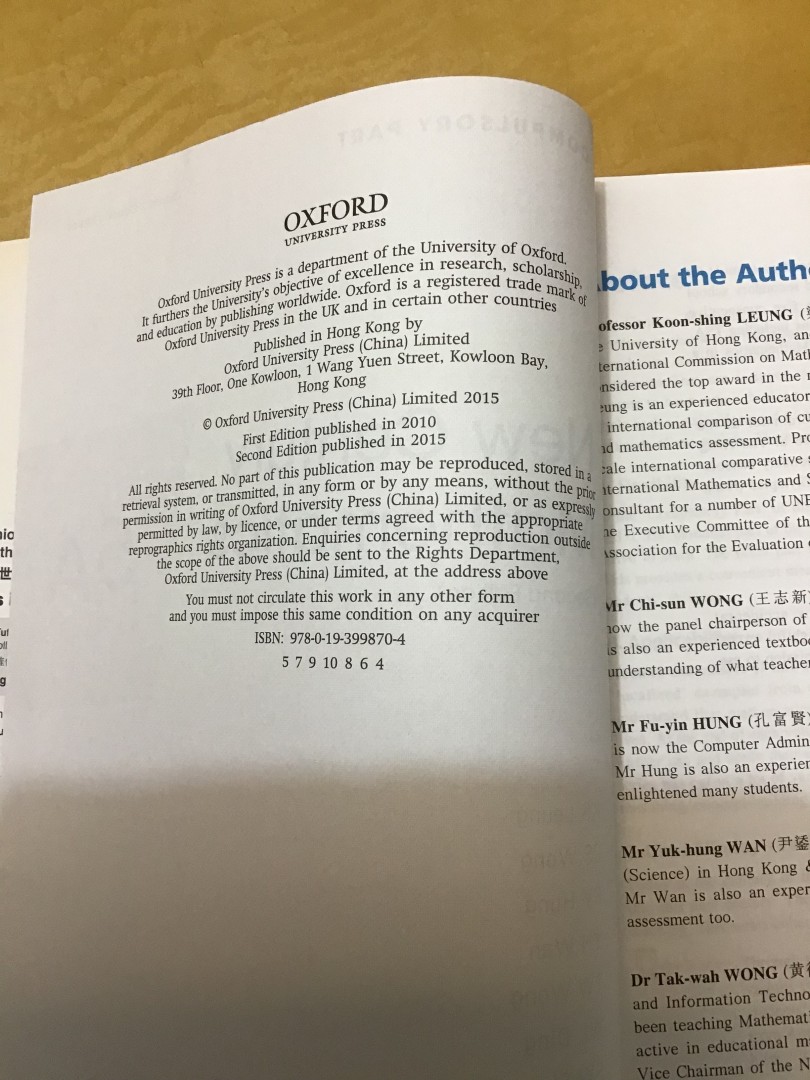 OXFORD
UNIVERSITY PRESS
Oxford University Press is a department of the University of Oxford.
It furthers the University's objective of excellence in research, scholarship,
and education by publishing worldwide. Oxford is a registered trade mark of
Oxford University Press in the UK and in certain other countries
Published in Hong Kong by
Oxford University Press (China) Limited
39th Floor, One Kowloon, 1 Wang Yuen Street, Kowloon Bay,
Hong Kong
© Oxford University Press (China) Limited 2015
First Edition published in 2010
Second Edition published in 2015
All rights reserved. No part of this publication may be reproduced, stored in a
retrieval system, or transmitted, in any form or by any means, without the prior
permission in writing of Oxford University Press (China) Limited, or as expressly
permitted by law, by licence, or under terms agreed with the appropriate
reprographics rights organization. Enquiries concerning reproduction outside
the scope of the above should be sent to the Rights Department,
Oxford University Press (China) Limited, at the address above
You must not circulate this work in any other form
and you must impose this same condition on any acquirer
ISBN: 978-0-19-399870-4
5 7 9 10 8 6 4
bout the Auth
ofessor Koon-shing LEUNG (
University of Hong Kong, an
ternational Commission on Mat
nsidered the top award in the
eung is an experienced educator
international comparison of cu
nd mathematics assessment. Pro
ale international comparative
ternational Mathematics and S
onsultant for a number of UNE
he Executive Committee of th
Association for the Evaluation
Mr Chi-sun WONG (王志新)
now the panel chairperson of
is also an experienced textbo
understanding of what teacher
Mr Fu-yin HUNG (孔富賢)
is now the Computer Admin
Mr Hung is also an experien
enlightened many students.
Mr Yuk-hung WAN (尹鋈
(Science) in Hong Kong &
Mr Wan is also an exper
assessment too.
Dr Tak-wah WONG (黄
and Information Techno
been teaching Mathemati
active in educational m
Vice Chairman of the N